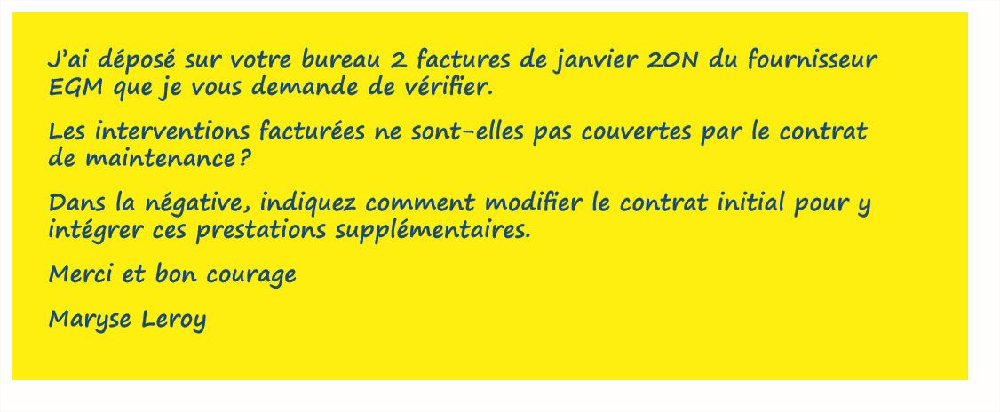 J’ai déposé sur votre bureau 2 factures de janvier 20N du fournisseur
EGM que je vous demande de vérifier.
Les interventions facturées ne sont-elles pas couvertes par le contrat
de maintenance ?
Dans la négative, indiquez comment modifier le contrat initial pour y
intégrer ces prestations supplémentaires.
Merci et bon courage
Maryse Leroy